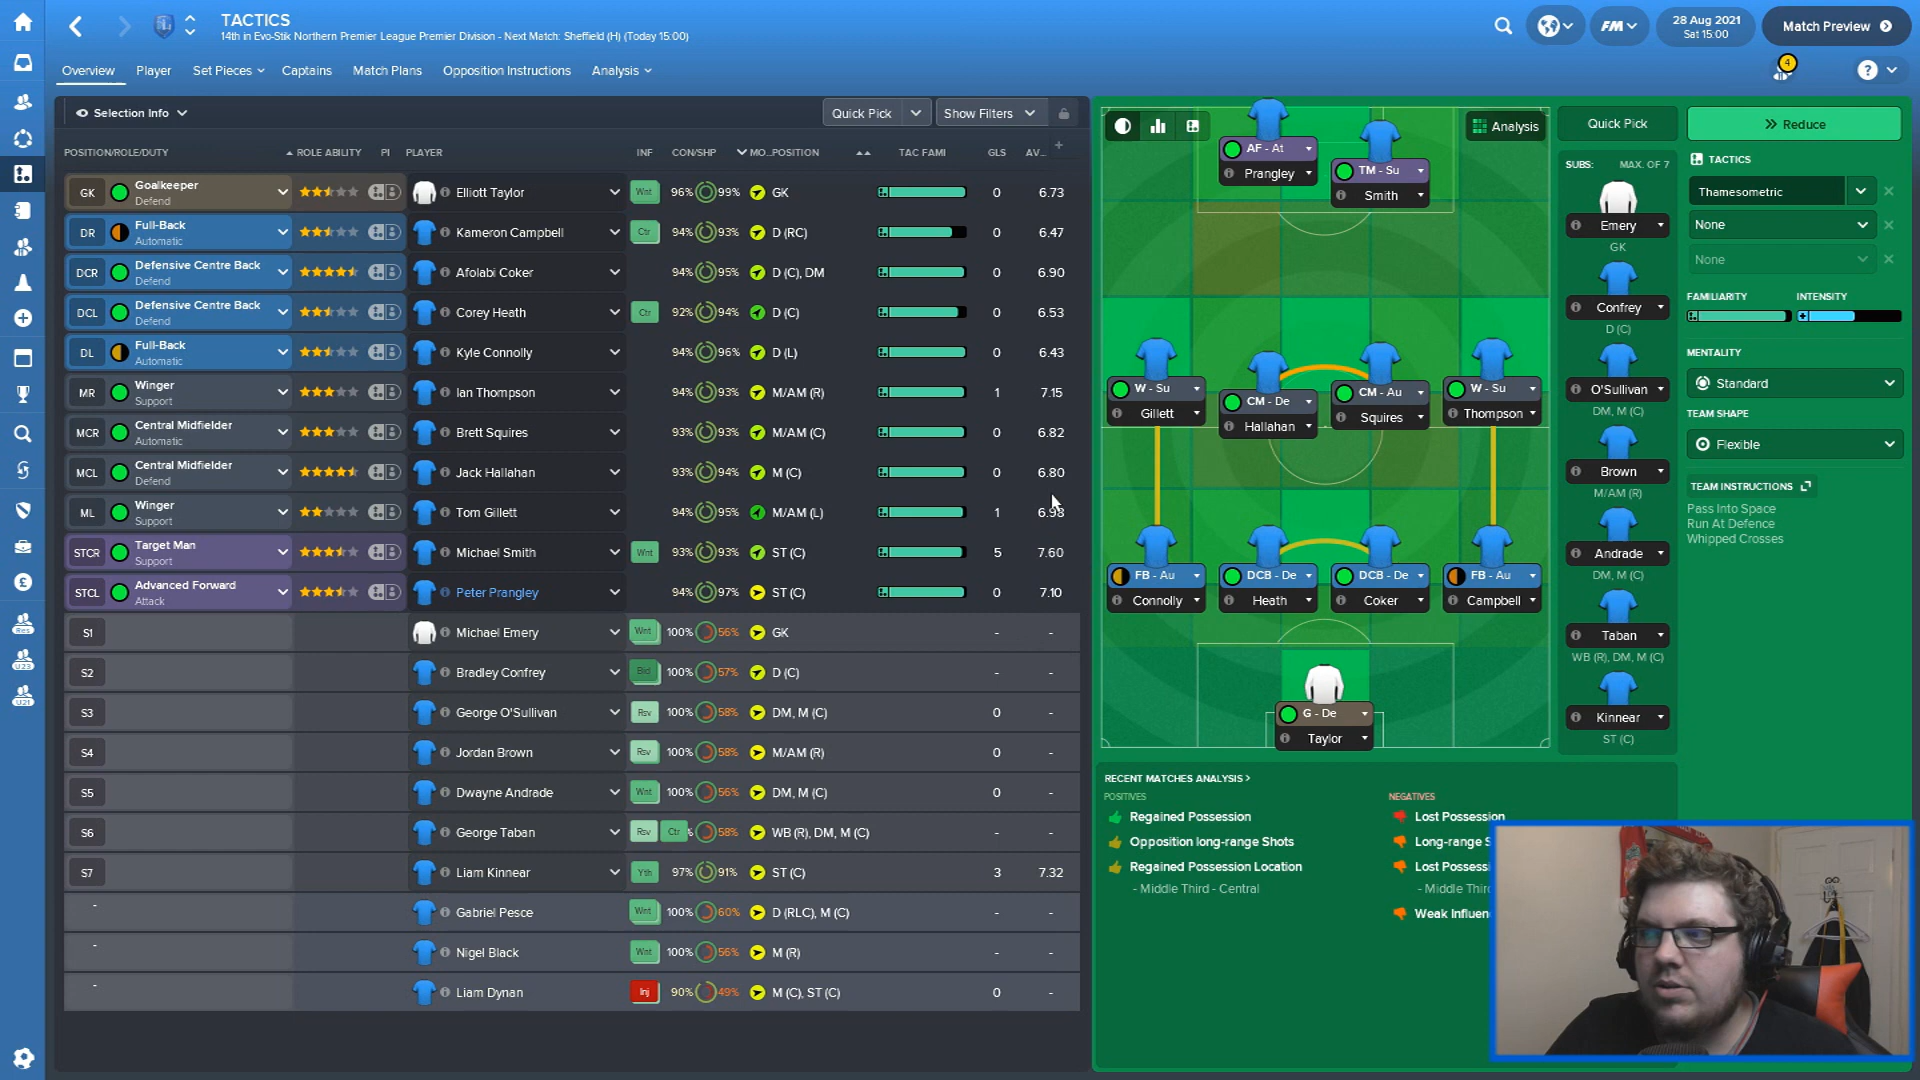 TACTICS
14th in Evo-Stik Northern Premier League Premier Division - Next Match: Sheffield (H) (Today 15:00)
FM
28 Aug 2021
Sat 15:00
Match Preview
Overview
Player
Set Pieces
Captains
Match Plans
Opposition Instructions
Analysis
4
?
Selection Info
Quick Pick
Show Filters
POSITION/ROLE/DUTY ROLE ABILITY PI PLAYER INF CON/SHP MO... POSITION TAC FAMI GLS AV...
GK Goalkeeper Defend Elliott Taylor Wnt 96% 99% GK 0 6.73
DR Full-Back Automatic Kameron Campbell Ctr 94% 93% D (RC) 0 6.47
DCR Defensive Centre Back Defend Afolabi Coker 94% 95% D (C), DM 0 6.90
DCL Defensive Centre Back Defend Corey Heath Ctr 92% 94% D (C) 0 6.53
DL Full-Back Automatic Kyle Connolly 94% 96% D (L) 0 6.43
MR Winger Support Ian Thompson 94% 93% M/AM (R) 1 7.15
MCR Central Midfielder Automatic Brett Squires 93% 93% M/AM (C) 0 6.82
MCL Central Midfielder Defend Jack Hallahan 93% 94% M (C) 0 6.80
ML Winger Support Tom Gillett 94% 95% M/AM (L) 1 6.98
STCR Target Man Support Michael Smith Wnt 93% 93% ST (C) 5 7.60
STCL Advanced Forward Attack Peter Prangley 94% 97% ST (C) 0 7.10
S1 Michael Emery Wnt 100% 56% GK - -
S2 Bradley Confrey Bid 100% 57% D (C) 0 -
S3 George O'Sullivan Rsv 100% 58% DM, M (C) 0 -
S4 Jordan Brown Rsv 100% 58% M/AM (R) 0 -
S5 Dwayne Andrade Wnt 100% 56% DM, M (C) 0 -
S6 George Taban Rsv Ctr % 58% WB (R), DM, M (C) - -
S7 Liam Kinnear Yth 97% 91% ST (C) 3 7.32
- Gabriel Pesce Wnt 100% 60% D (RLC), M (C) - -
- Nigel Black Wnt 100% 56% M (R) - -
- Liam Dynan Inj 90% 49% M (C), ST (C) 0 -
Res
U23
U21
Analysis
AF - At
Prangley
TM - Su
Smith
W - Su
Gillett
CM - De
Hallahan
CM - Au
Squires
W - Su
Thompson
FB - Au
Connolly
DCB - De
Heath
DCB - De
Coker
FB - Au
Campbell
G - De
Taylor
Quick Pick
SUBS: MAX. OF 7
Emery
GK
Confrey
D (C)
O'Sullivan
DM, M (C)
Brown
M/AM (R)
Andrade
DM, M (C)
Taban
WB (R), DM, M (C)
Kinnear
ST (C)
Reduce
TACTICS
Thamesometric
None
None
FAMILIARITY INTENSITY
MENTALITY
Standard
TEAM SHAPE
Flexible
TEAM INSTRUCTIONS
Pass Into Space
Run At Defence
Whipped Crosses
RECENT MATCHES ANALYSIS >
POSITIVES
Regained Possession
Opposition long-range Shots
Regained Possession Location
- Middle Third - Central
NEGATIVES
Lost Possession
Long-range S
Lost Possessi
- Middle Third
Weak Influen